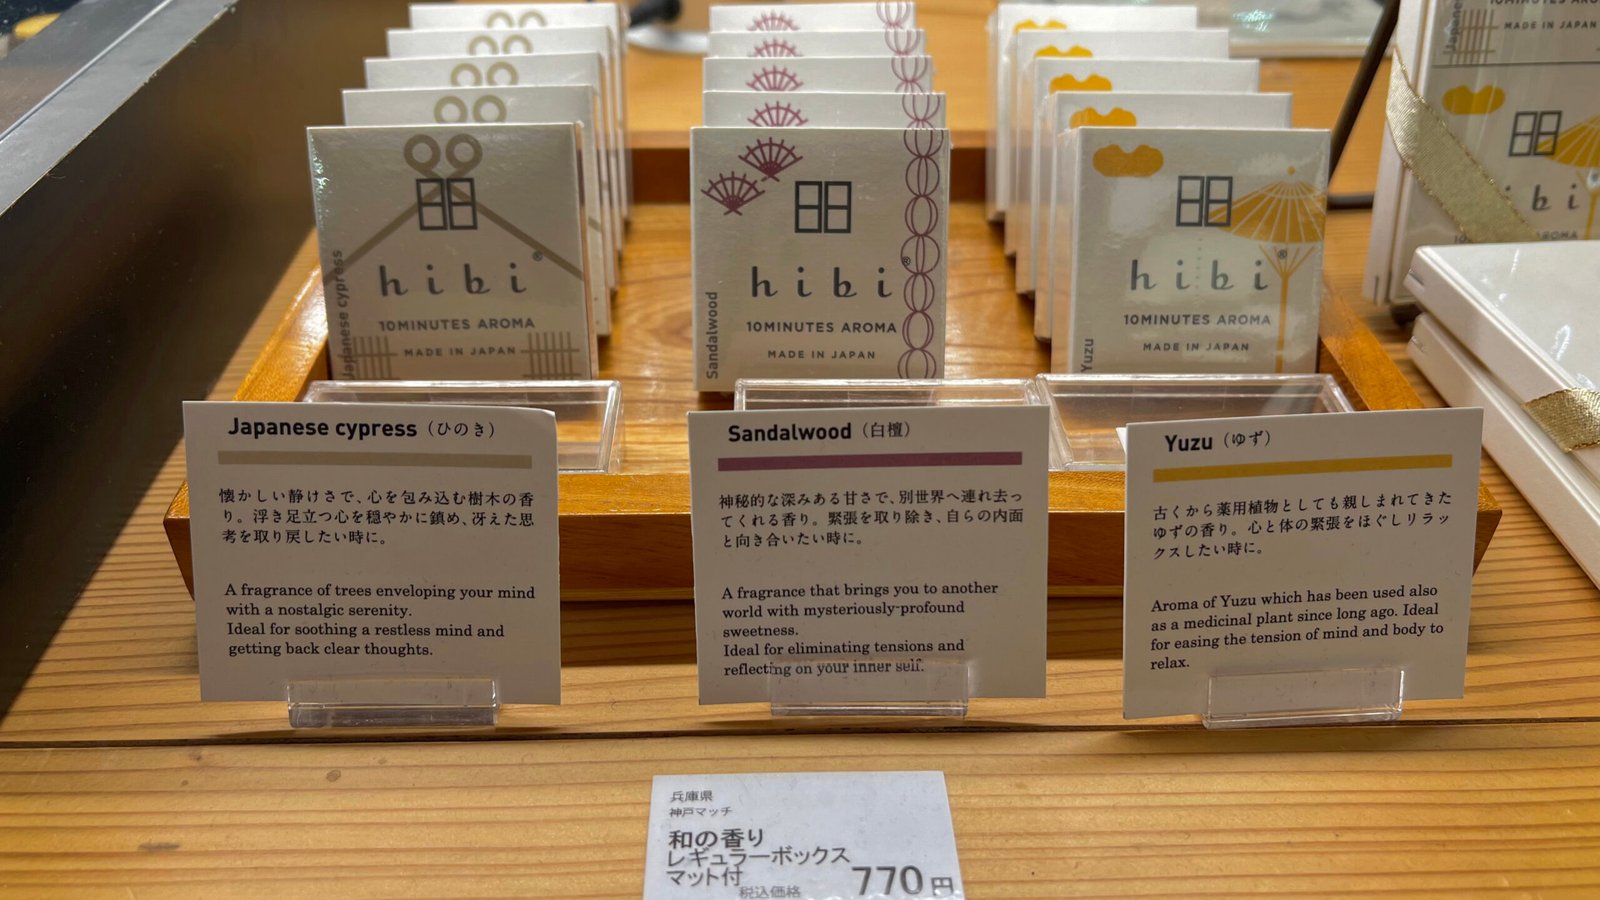 hibi
10MINUTES AROMA
MADE IN JAPAN
Japanese cypress
hibi
10MINUTES AROMA
MADE IN JAPAN
Sandalwood
hibi
10MINUTES AROMA
MADE IN JAPAN
Yuzu
MADE IN JAPAN
Japanese
AROMA
Japanese cypress (ひのき)
懐かしい静けさで、心を包み込む樹木の香
り。浮き足立つ心を穏やかに鎮め、冴えた思
考を取り戻したい時に。
A fragrance of trees enveloping your mind
with a nostalgic serenity.
Ideal for soothing a restless mind and
getting back clear thoughts.
Sandalwood (白檀)
神秘的な深みある甘さで、別世界へ連れ去っ
てくれる香り。緊張を取り除き、自らの内面
と向き合いたい時に。
A fragrance that brings you to another
world with mysteriously-profound
sweetness.
Ideal for eliminating tensions and
reflecting on your inner self.
Yuzu (ゆず)
古くから薬用植物としても親しまれてきた
ゆずの香り。心と体の緊張をほぐしリラッ
クスしたい時に。
Aroma of Yuzu which has been used also
as a medicinal plant since long ago. Ideal
for easing the tension of mind and body to
relax.
兵庫県
神戸マッチ
和の香り
レギュラーボックス
マット付
税込価格 770円